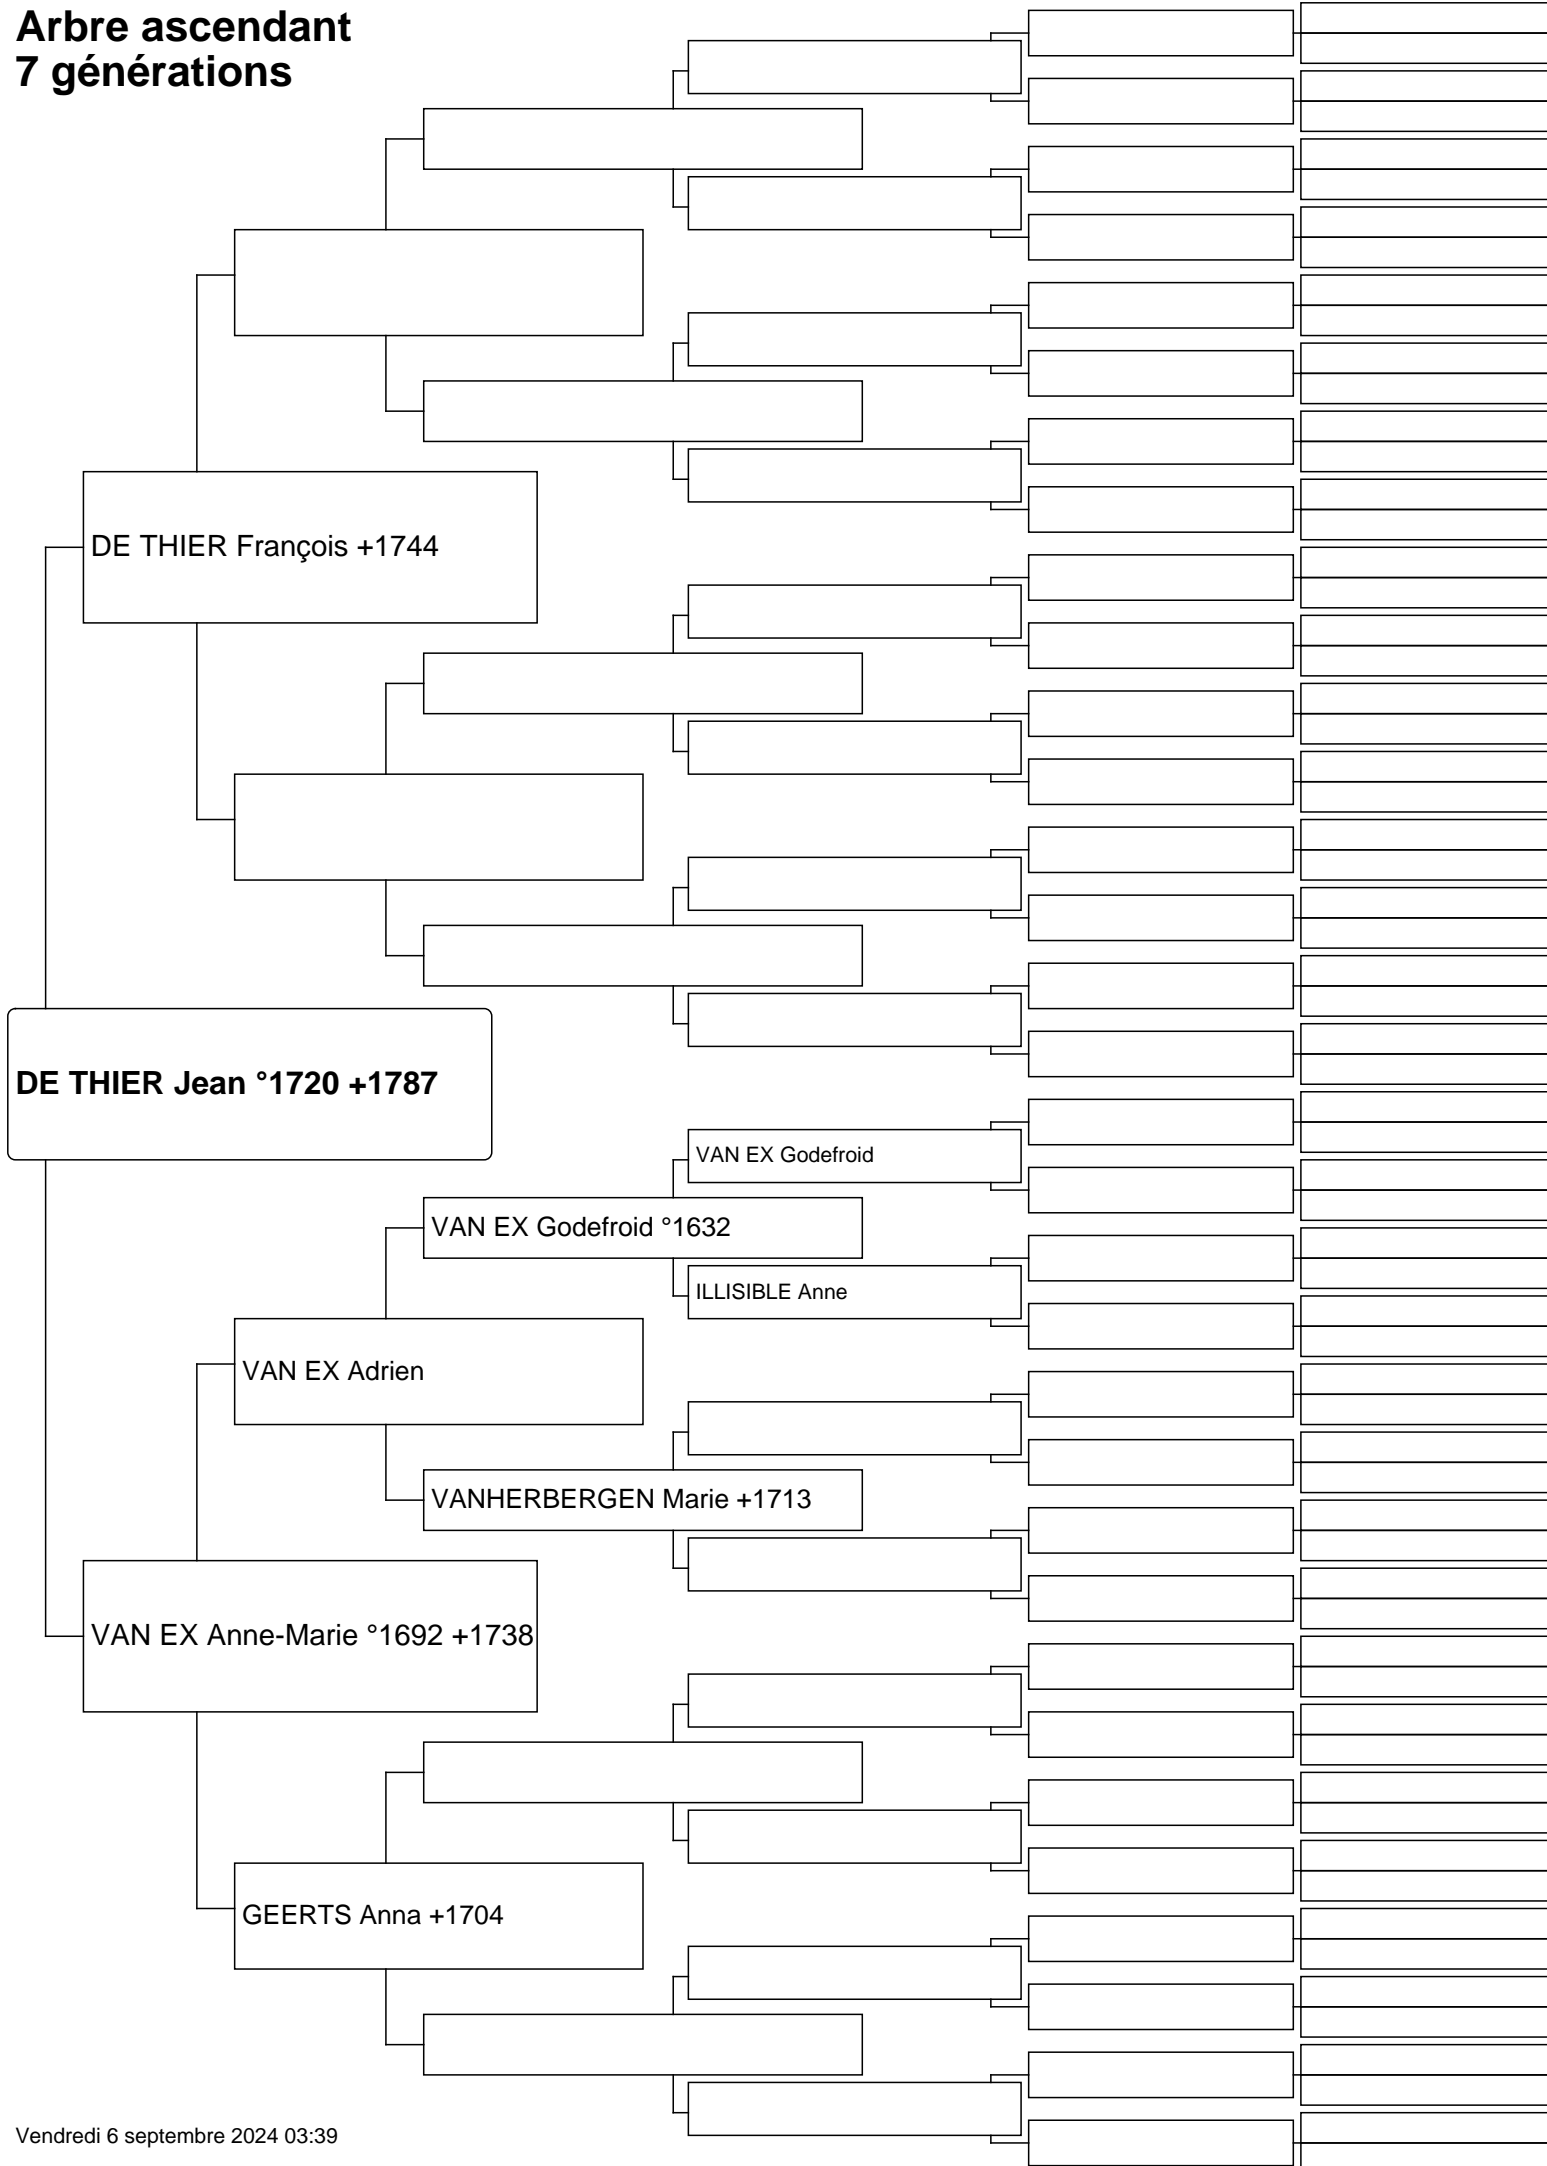 Arbre ascendant
7 générations
DE THIER François +1744
DE THIER Jean °1720 +1787
VAN EX Godefroid
VAN EX Godefroid °1632
ILLISIBLE Anne
VAN EX Adrien
VANHERBERGEN Marie +1713
VAN EX Anne-Marie °1692 +1738
GEERTS Anna +1704
Vendredi 6 septembre 2024 03:39